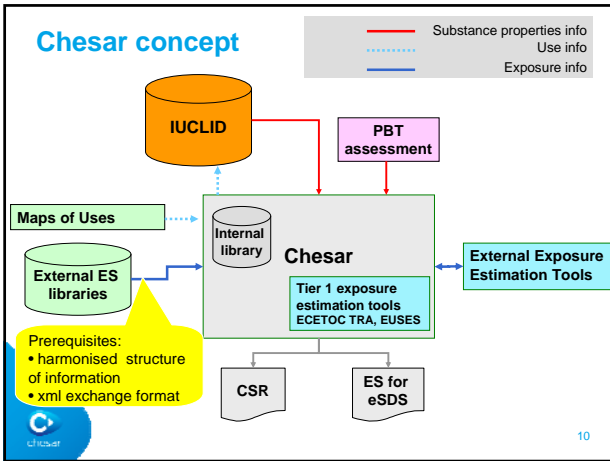 Chesar concept
Substance properties info
Use info
Exposure info
IUCLID
PBT
assessment
Maps of Uses
Internal
library
Chesar
External ES
libraries
External Exposure
Estimation Tools
Tier 1 exposure
estimation tools
ECETOC TRA, EUSES
Prerequisites:
• harmonised structure
of information
• xml exchange format
CSR
ES for
eSDS
chesar
10